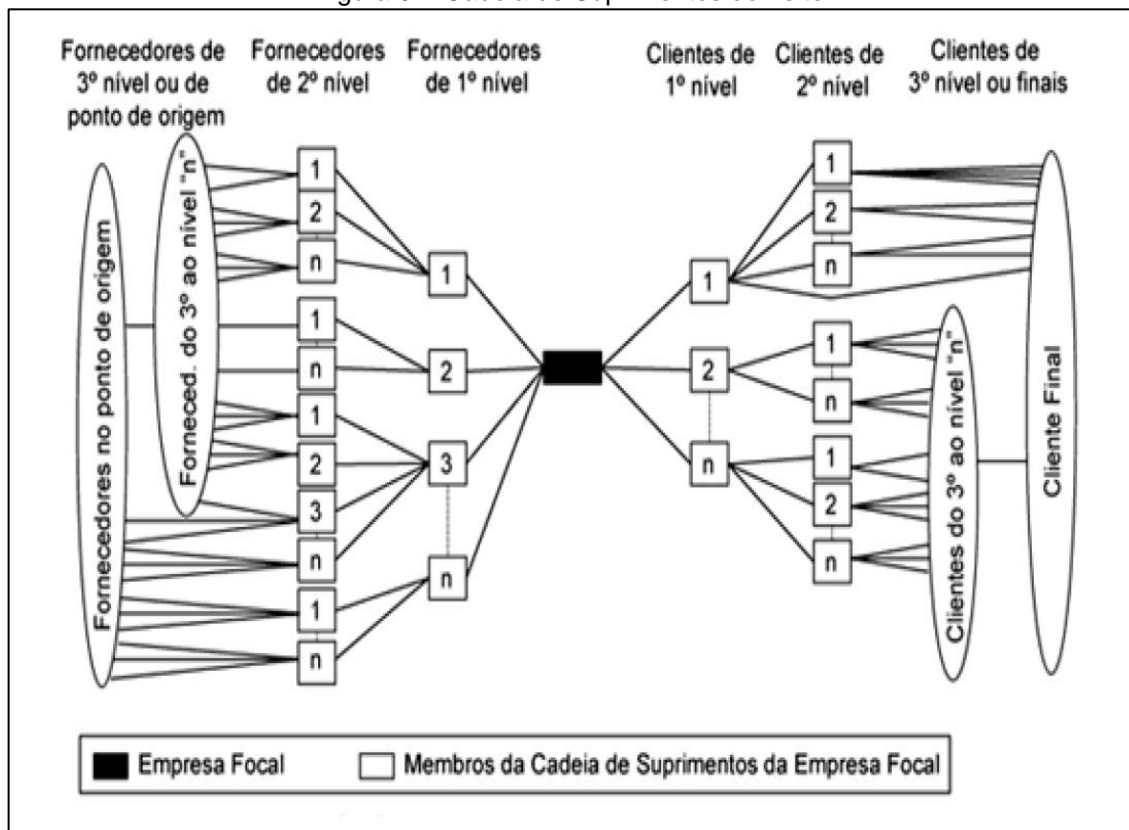 Fornecedores de
3º nível ou de
ponto de origem
Fornecedores
de 2º nível
Fornecedores
de 1º nível
Clientes de
1º nível
Clientes de
2º nível
Clientes de
3º nível ou finais
Fornecedores no ponto de origem
Forneced. do 3º ao nível "n"
1
2
n
1
n
1
2
3
n
1
n
1
2
3
n
1
2
n
1
2
n
1
n
1
2
n
Clientes do 3º ao nível "n"
Cliente Final
Empresa Focal
Membros da Cadeia de Suprimentos da Empresa Focal